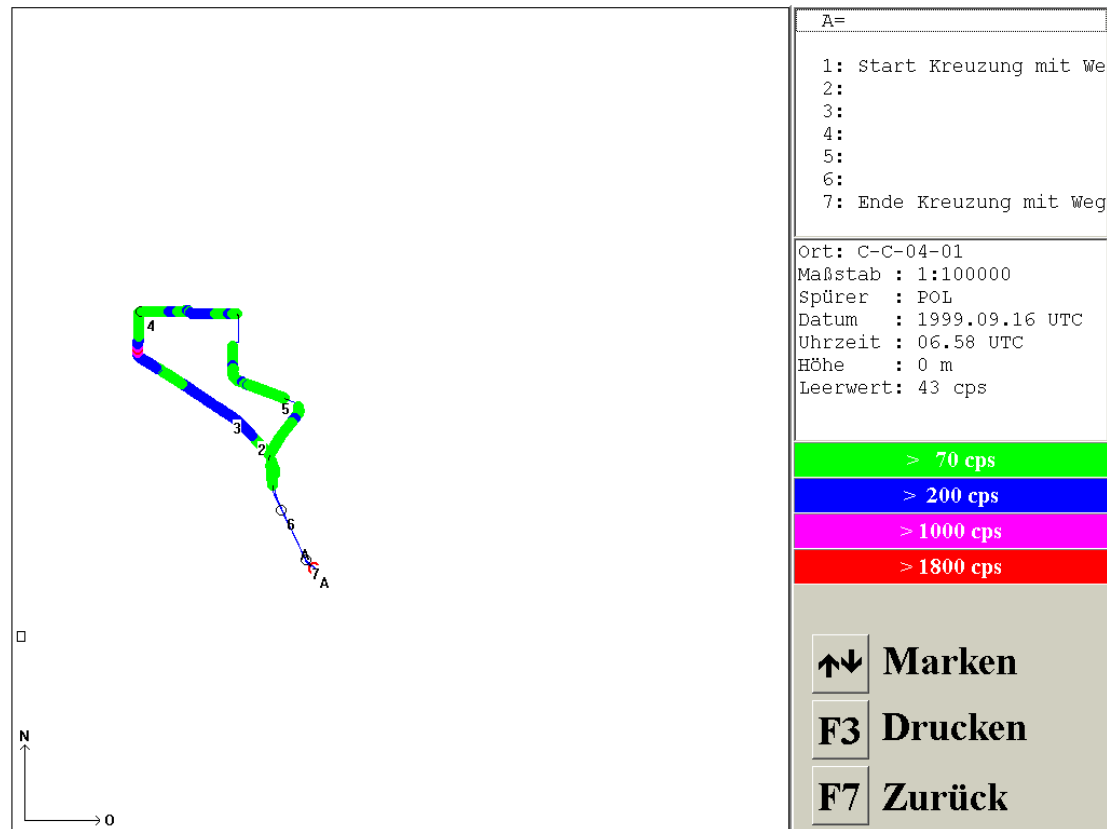 4
5
3
2
6
A
7
A
N
O
A=
1: Start Kreuzung mit We
2:
3:
4:
5:
6:
7: Ende Kreuzung mit Weg
Ort: C-C-04-01
Maßstab : 1:100000
Spürer : POL
Datum : 1999.09.16 UTC
Uhrzeit : 06.58 UTC
Höhe : 0 m
Leerwert: 43 cps
> 70 cps
> 200 cps
> 1000 cps
> 1800 cps
Marken
F3 Drucken
F7 Zurück